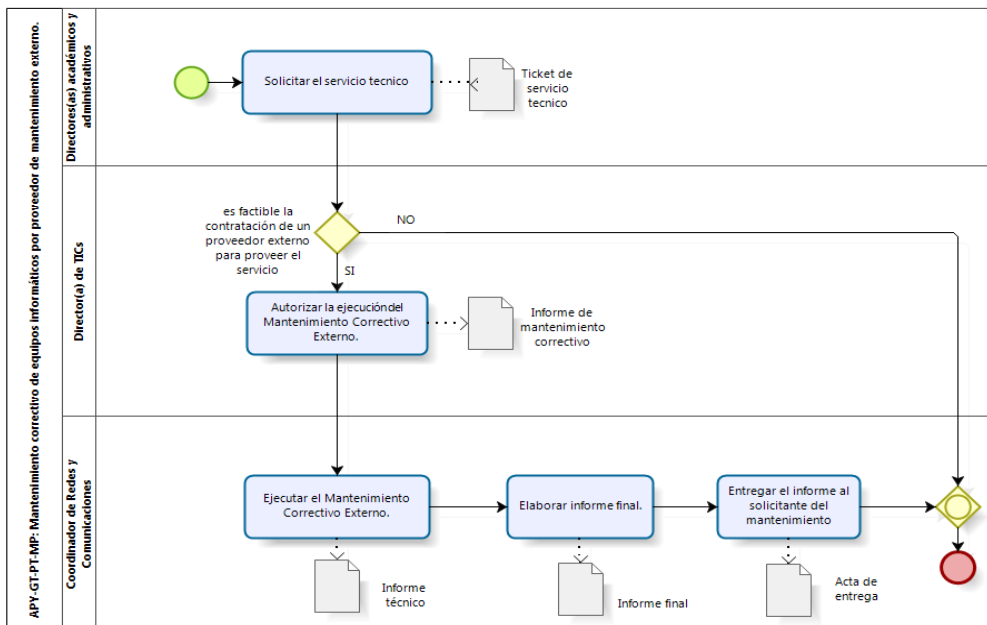 APY-GT-PT-MP: Mantenimiento correctivo de equipos informáticos por proveedor de mantenimiento externo.
Directores(as) académicos y
administrativos
Solicitar el servicio tecnico
Ticket de
servicio
tecnico
Director(a) de TICs
es factible la
contratación de un
proveedor externo
para proveer el
servicio
NO
SI
Autorizar la ejecucióndel
Mantenimiento Correctivo
Externo.
Informe de
mantenimiento
correctivo
Coordinador de Redes y
Comunicaciones
Ejecutar el Mantenimiento
Correctivo Externo.
Elaborar informe final.
Entregar el informe al
solicitante del
mantenimiento
Informe
técnico
Informe final
Acta de
entrega